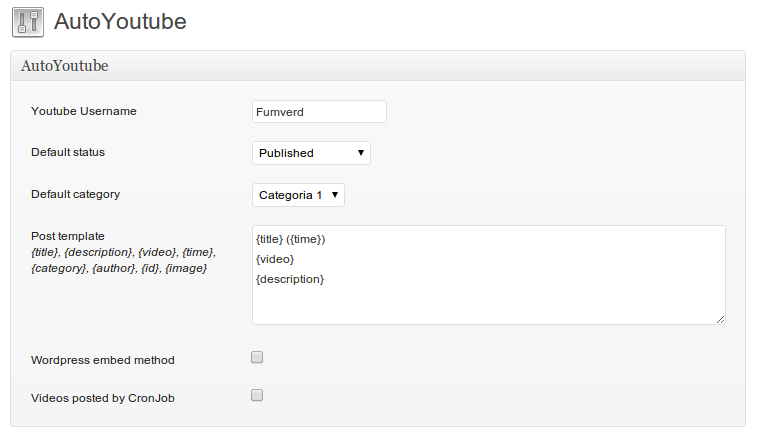 AutoYoutube
AutoYoutube
Youtube Username
Fumverd
Default status
Published
Default category
Categoria 1
Post template
{title}, {description}, {video}, {time},
{category}, {author}, {id}, {image}
{title} ({time})
{video}
{description}
Wordpress embed method
Videos posted by CronJob